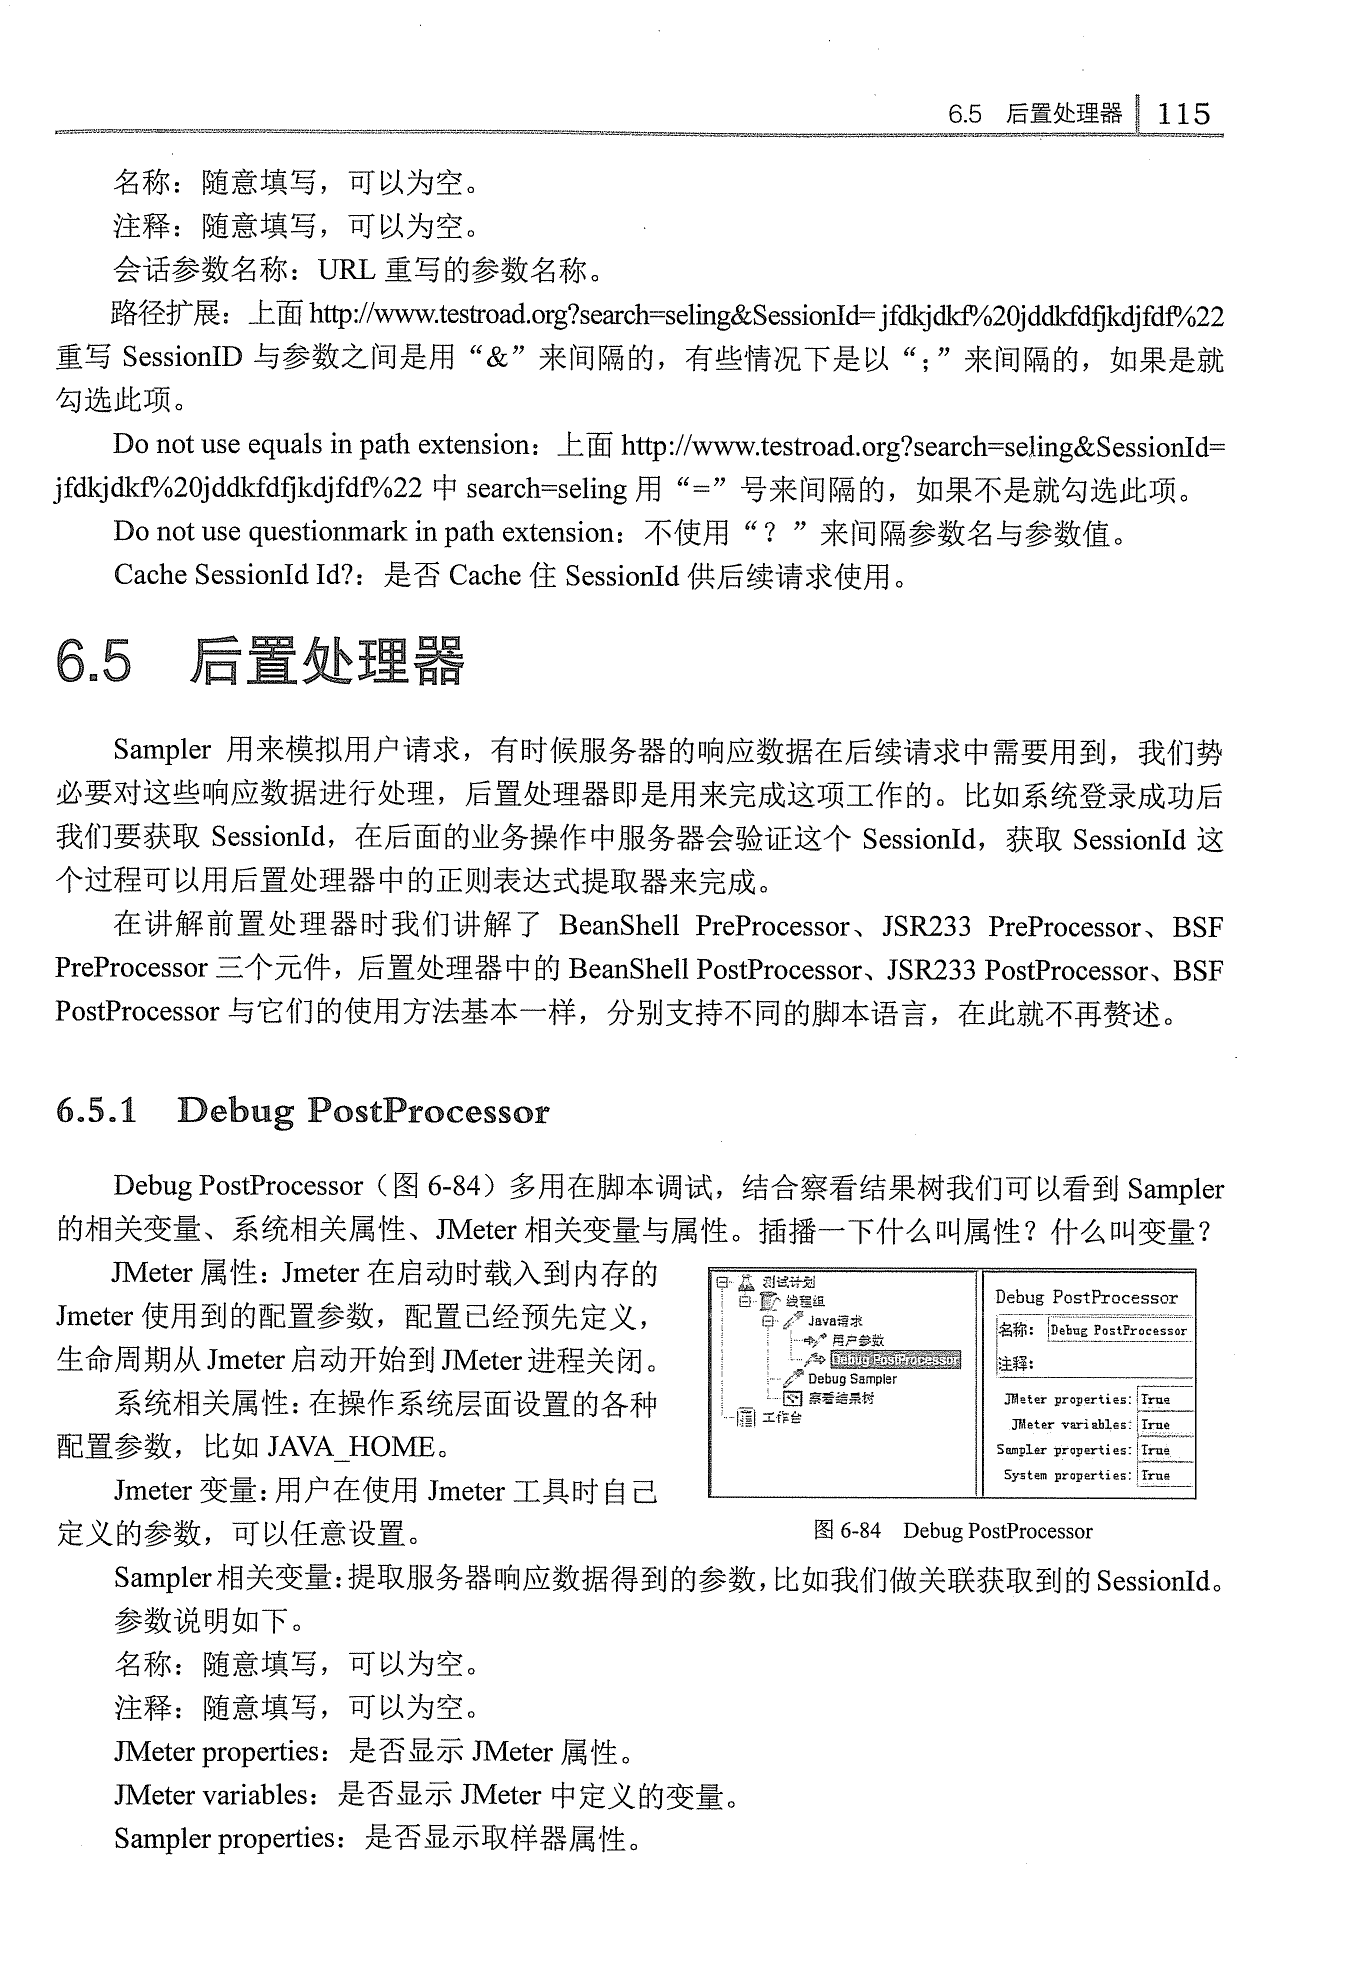 6.5 后置处理器 115
名称：随意填写，可以为空。
注释：随意填写，可以为空。
会话参数名称：URL 重写的参数名称。
路径扩展：上面 http://www.testroad.org?search=seling&SessionId= jfdkjdkf%20jddkfdfjkdjfdf%22
重写 SessionID 与参数之间是用“&”来间隔的，有些情况下是以“；”来间隔的，如果是就
勾选此项。
Do not use equals in path extension：上面 http://www.testroad.org?search=seling&SessionId=
jfdkjdkf%20jddkfdfjkdjfdf%22 中 search=seling 用“=”号来间隔的，如果不是就勾选此项。
Do not use questionmark in path extension：不使用“？”来间隔参数名与参数值。
Cache SessionId Id?：是否 Cache 住 SessionId 供后续请求使用。
6.5 后置处理器
Sampler 用来模拟用户请求，有时候服务器的响应数据在后续请求中需要用到，我们势
必要对这些响应数据进行处理，后置处理器即是用来完成这项工作的。比如系统登录成功后
我们要获取 SessionId，在后面的业务操作中服务器会验证这个 SessionId，获取 SessionId 这
个过程可以用后置处理器中的正则表达式提取器来完成。
在讲解前置处理器时我们讲解了 BeanShell PreProcessor、JSR233 PreProcessor、BSF
PreProcessor 三个元件，后置处理器中的 BeanShell PostProcessor、JSR233 PostProcessor、BSF
PostProcessor 与它们的使用方法基本一样，分别支持不同的脚本语言，在此就不再赘述。
6.5.1 Debug PostProcessor
Debug PostProcessor（图 6-84）多用在脚本调试，结合察看结果树我们可以看到 Sampler
的相关变量、系统相关属性、JMeter 相关变量与属性。插播一下什么叫属性？什么叫变量？
JMeter 属性：Jmeter 在启动时载入到内存的
Jmeter 使用到的配置参数，配置已经预先定义，
生命周期从 Jmeter 启动开始到 JMeter 进程关闭。
系统相关属性：在操作系统层面设置的各种
配置参数，比如 JAVA_HOME。
Jmeter 变量：用户在使用 Jmeter 工具时自己
定义的参数，可以任意设置。
测试计划
线程组
Java请求
用户参数
Debug PostProcessor
Debug Sampler
察看结果树
工作台
Debug PostProcessor
名称： Debug PostProcessor
注释：
JMeter properties: True
JMeter variables: True
Sampler properties: True
System properties: True
图 6-84 Debug PostProcessor
Sampler 相关变量：提取服务器响应数据得到的参数，比如我们做关联获取到的 SessionId。
参数说明如下。
名称：随意填写，可以为空。
注释：随意填写，可以为空。
JMeter properties：是否显示 JMeter 属性。
JMeter variables：是否显示 JMeter 中定义的变量。
Sampler properties：是否显示取样器属性。